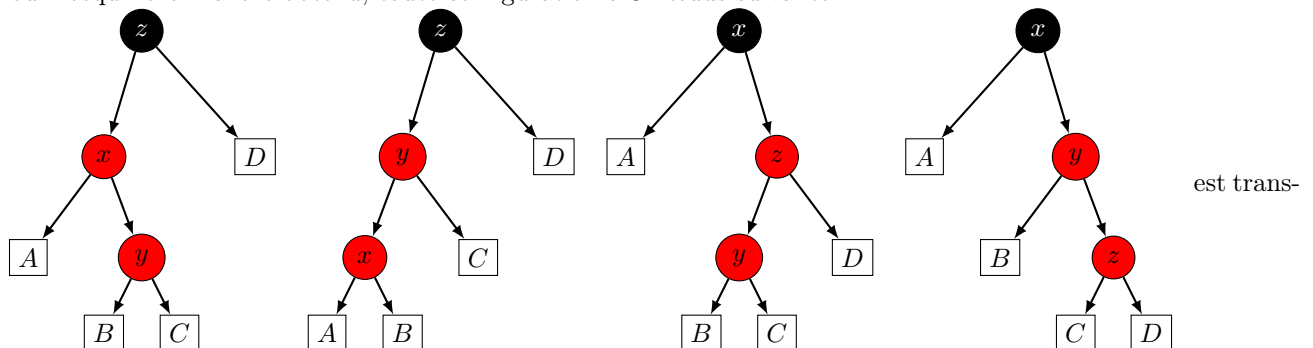 z z x x
x D y D A z A y
est trans-
A y x C y D B z
B C A B B C C D